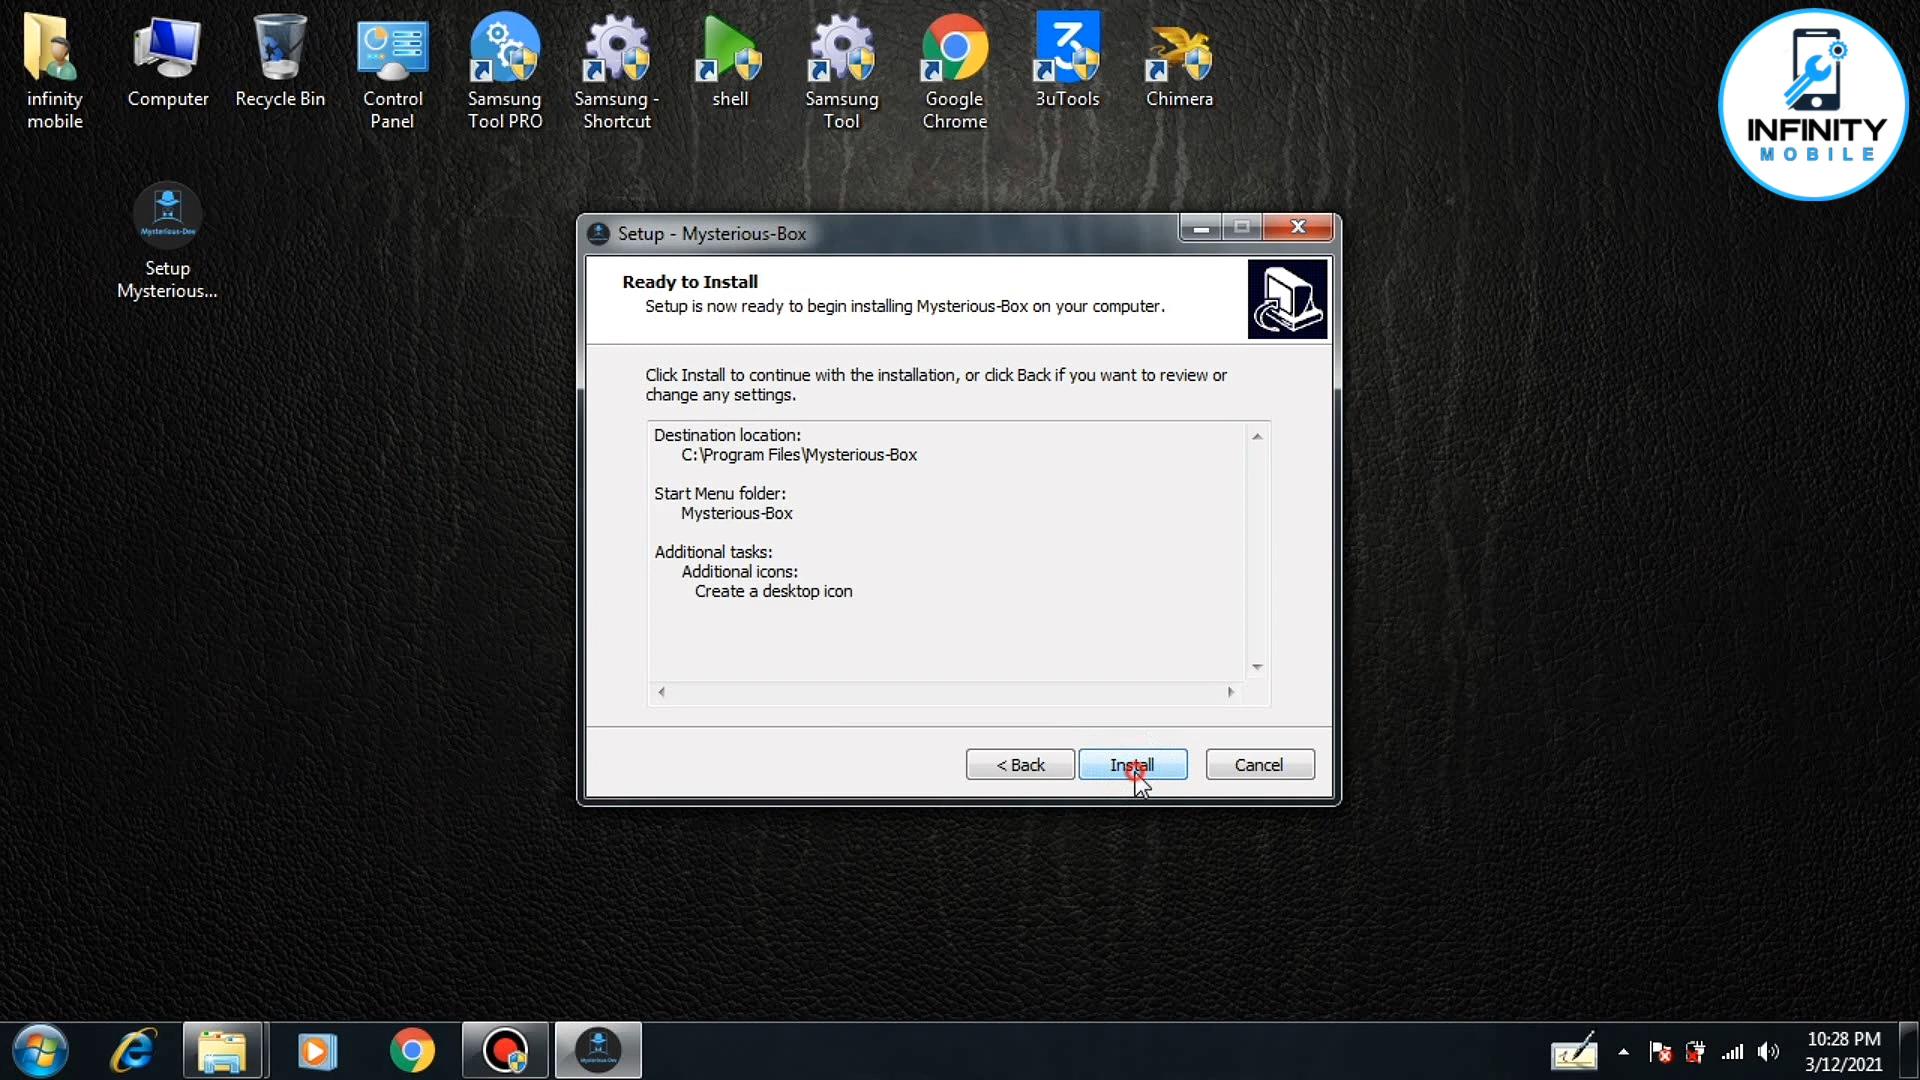 infinity
mobile
Computer
Recycle Bin
Control
Panel
Samsung
Tool PRO
Samsung -
Shortcut
shell
Samsung
Tool
Google
Chrome
3uTools
Chimera
INFINITY
MOBILE
Mysterious-Dev
Setup
Mysterious...
Setup - Mysterious-Box
Ready to Install
Setup is now ready to begin installing Mysterious-Box on your computer.
Click Install to continue with the installation, or click Back if you want to review or
change any settings.
Destination location:
C:\Program Files\Mysterious-Box
Start Menu folder:
Mysterious-Box
Additional tasks:
Additional icons:
Create a desktop icon
< Back
Install
Cancel
Mysterious-Dev
10:28 PM
3/12/2021